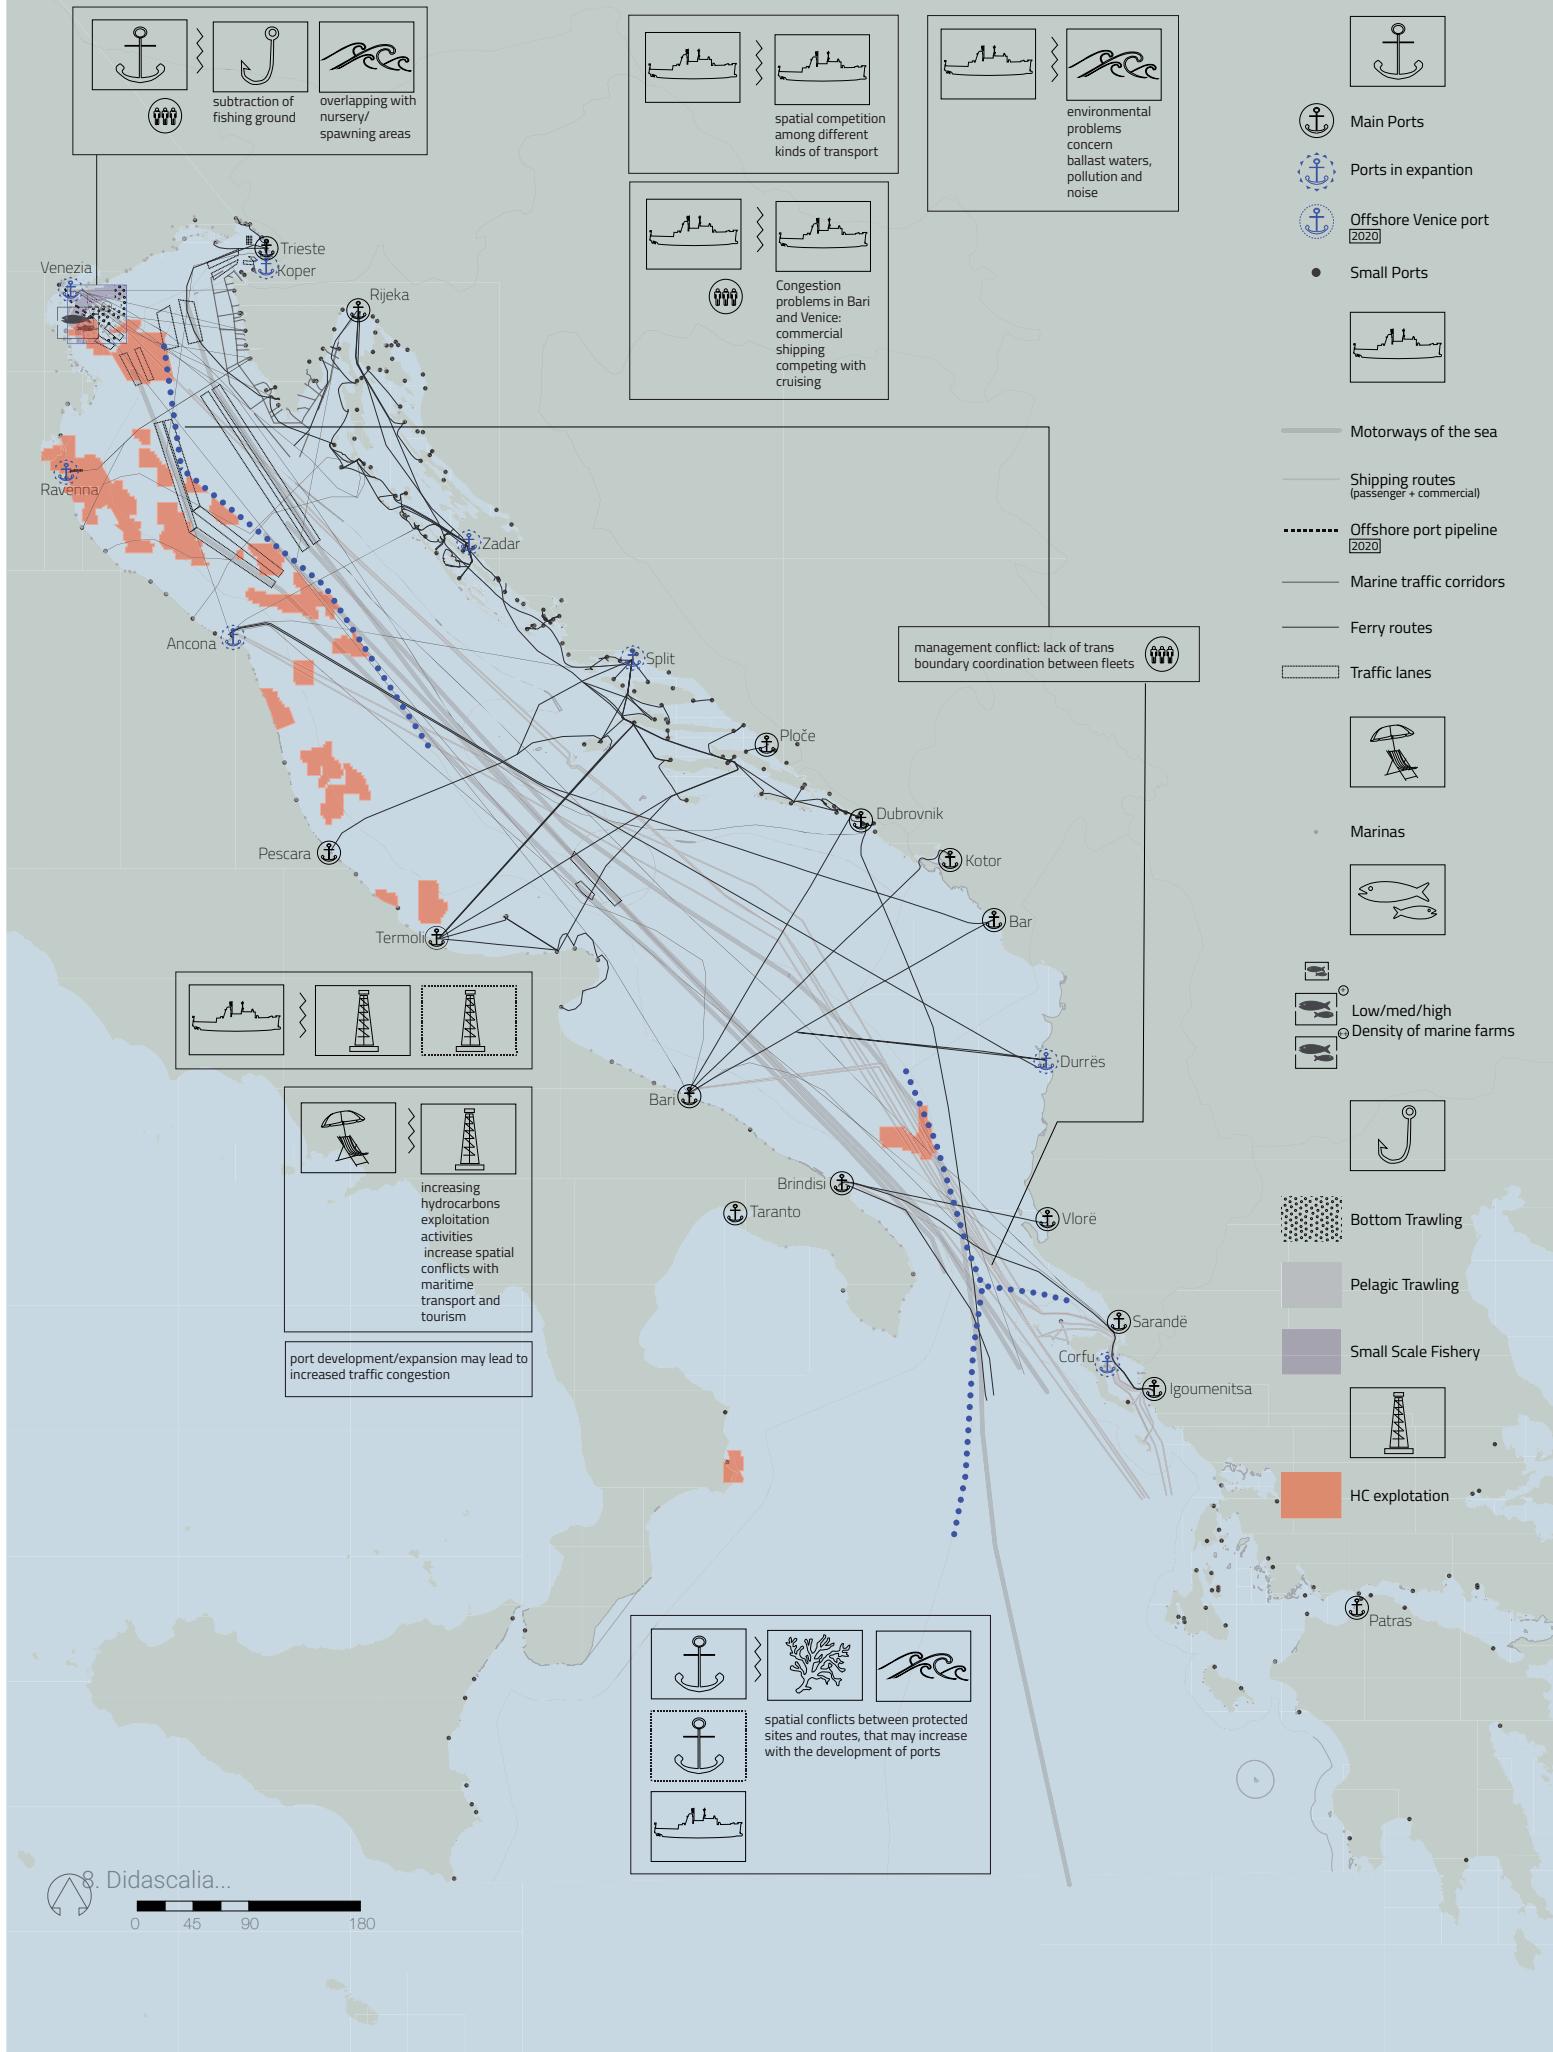 subtraction of
fishing ground
overlapping with
nursery/
spawning areas
spatial competition
among different
kinds of transport
environmental
problems
concern
ballast waters,
pollution and
noise
Congestion
problems in Bari
and Venice:
commercial
shipping
competing with
cruising
Main Ports
Ports in expantion
Offshore Venice port
2020
Small Ports
Motorways of the sea
Shipping routes
(passenger + commercial)
Offshore port pipeline
2020
Marine traffic corridors
Ferry routes
Traffic lanes
Marinas
Low/med/high
Density of marine farms
Bottom Trawling
Pelagic Trawling
Small Scale Fishery
HC explotation
Trieste
Koper
Venezia
Rijeka
Ravenna
Zadar
Ancona
Split
management conflict: lack of trans
boundary coordination between fleets
Ploče
Dubrovnik
Pescara
Kotor
Bar
Termoli
Durrës
Bari
Brindisi
Taranto
Vlorë
Sarandë
Corfu
Igoumenitsa
Patras
increasing
hydrocarbons
exploitation
activities
increase spatial
conflicts with
maritime
transport and
tourism
port development/expansion may lead to
increased traffic congestion
spatial conflicts between protected
sites and routes, that may increase
with the development of ports
8. Didascalia...
0 45 90 180